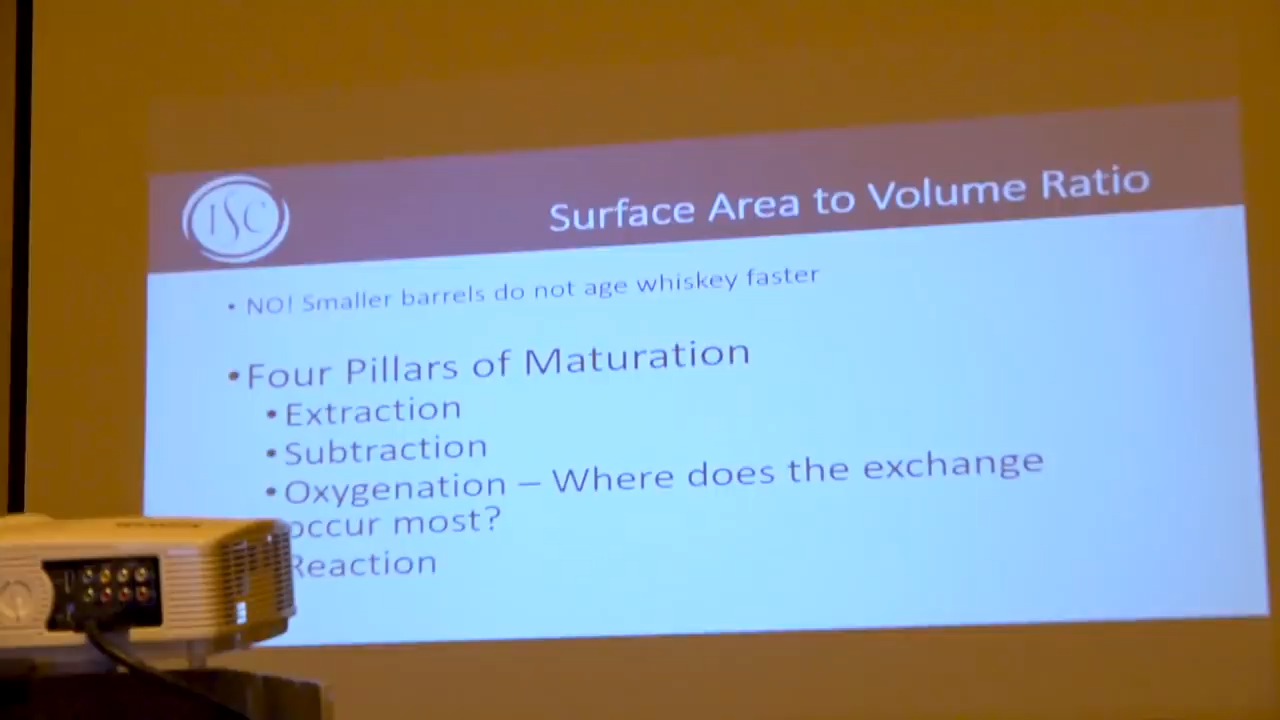 ISC
Surface Area to Volume Ratio
• NO! Smaller barrels do not age whiskey faster
• Four Pillars of Maturation
• Extraction
• Subtraction
• Oxygenation – Where does the exchange
occur most?
Reaction